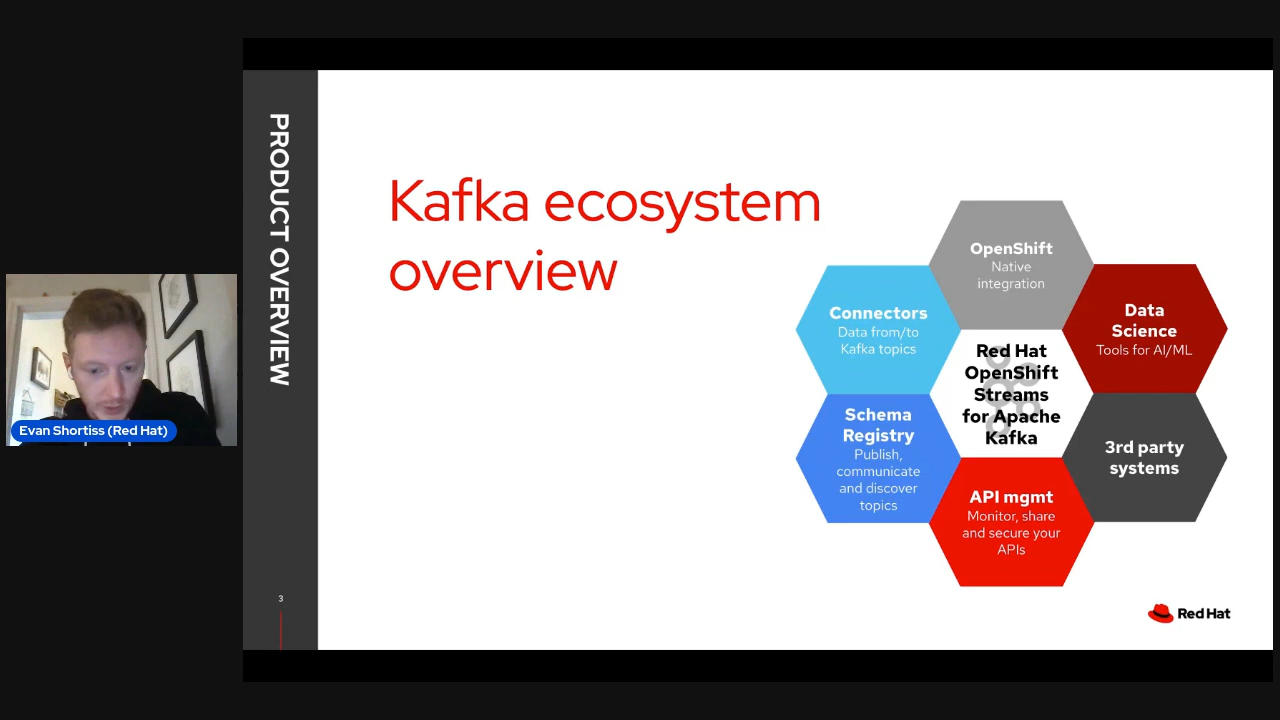 PRODUCT OVERVIEW
Kafka ecosystem
overview
OpenShift
Native
integration
Connectors
Data from/to
Kafka topics
Data
Science
Tools for AI/ML
Red Hat
OpenShift
Streams
for Apache
Kafka
Schema
Registry
Publish,
communicate
and discover
topics
3rd party
systems
API mgmt
Monitor, share
and secure your
APIs
Evan Shortiss (Red Hat)
3
Red Hat